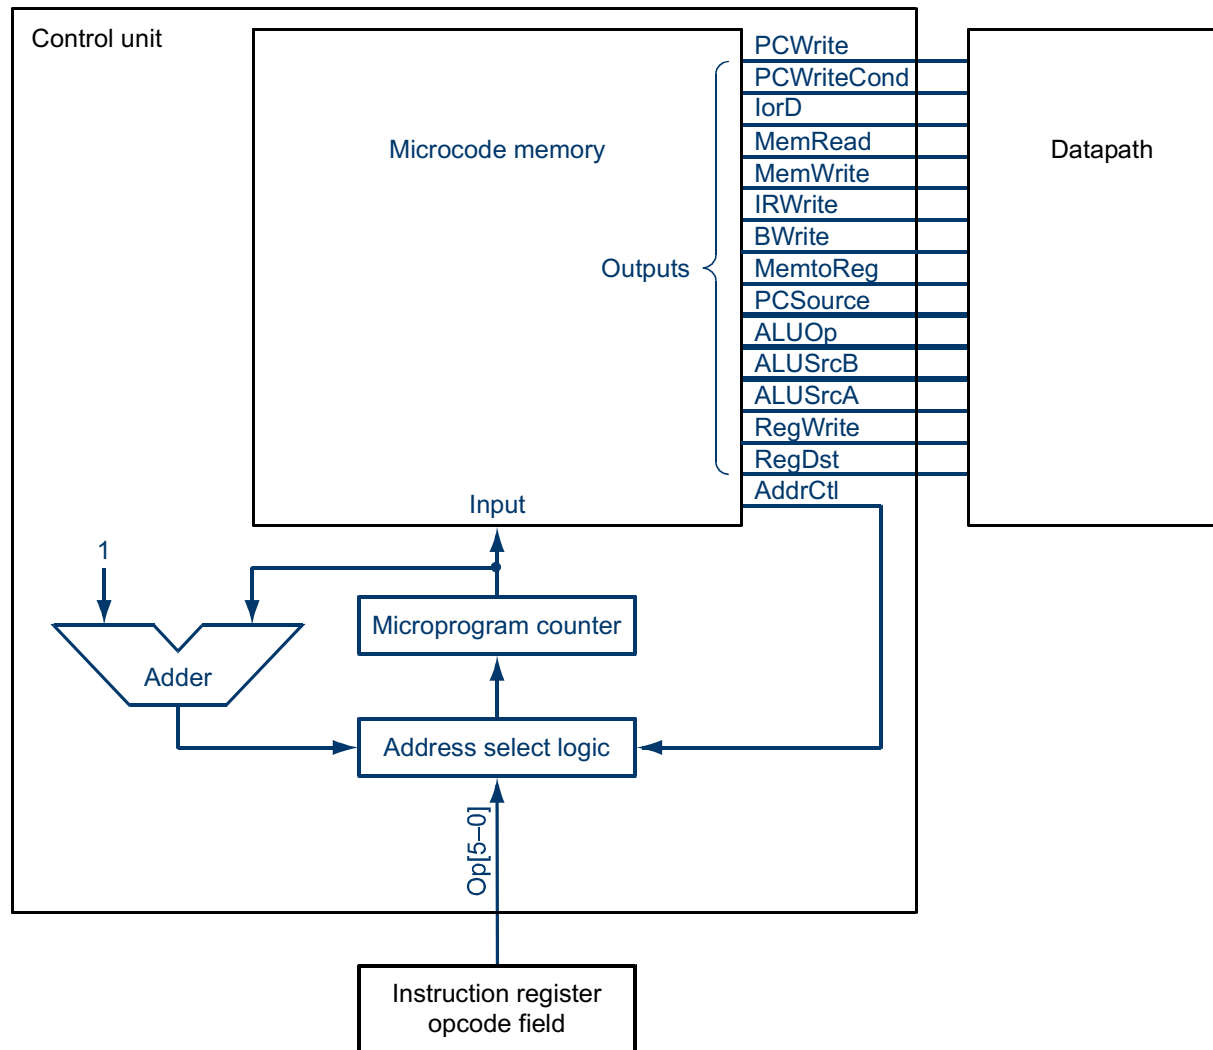 Control unit
Microcode memory
Outputs
Input
PCWrite
PCWriteCond
IorD
MemRead
MemWrite
IRWrite
BWrite
MemtoReg
PCSource
ALUOp
ALUSrcB
ALUSrcA
RegWrite
RegDst
AddrCtl
Datapath
1
Adder
Microprogram counter
Address select logic
Op[5–0]
Instruction register
opcode field